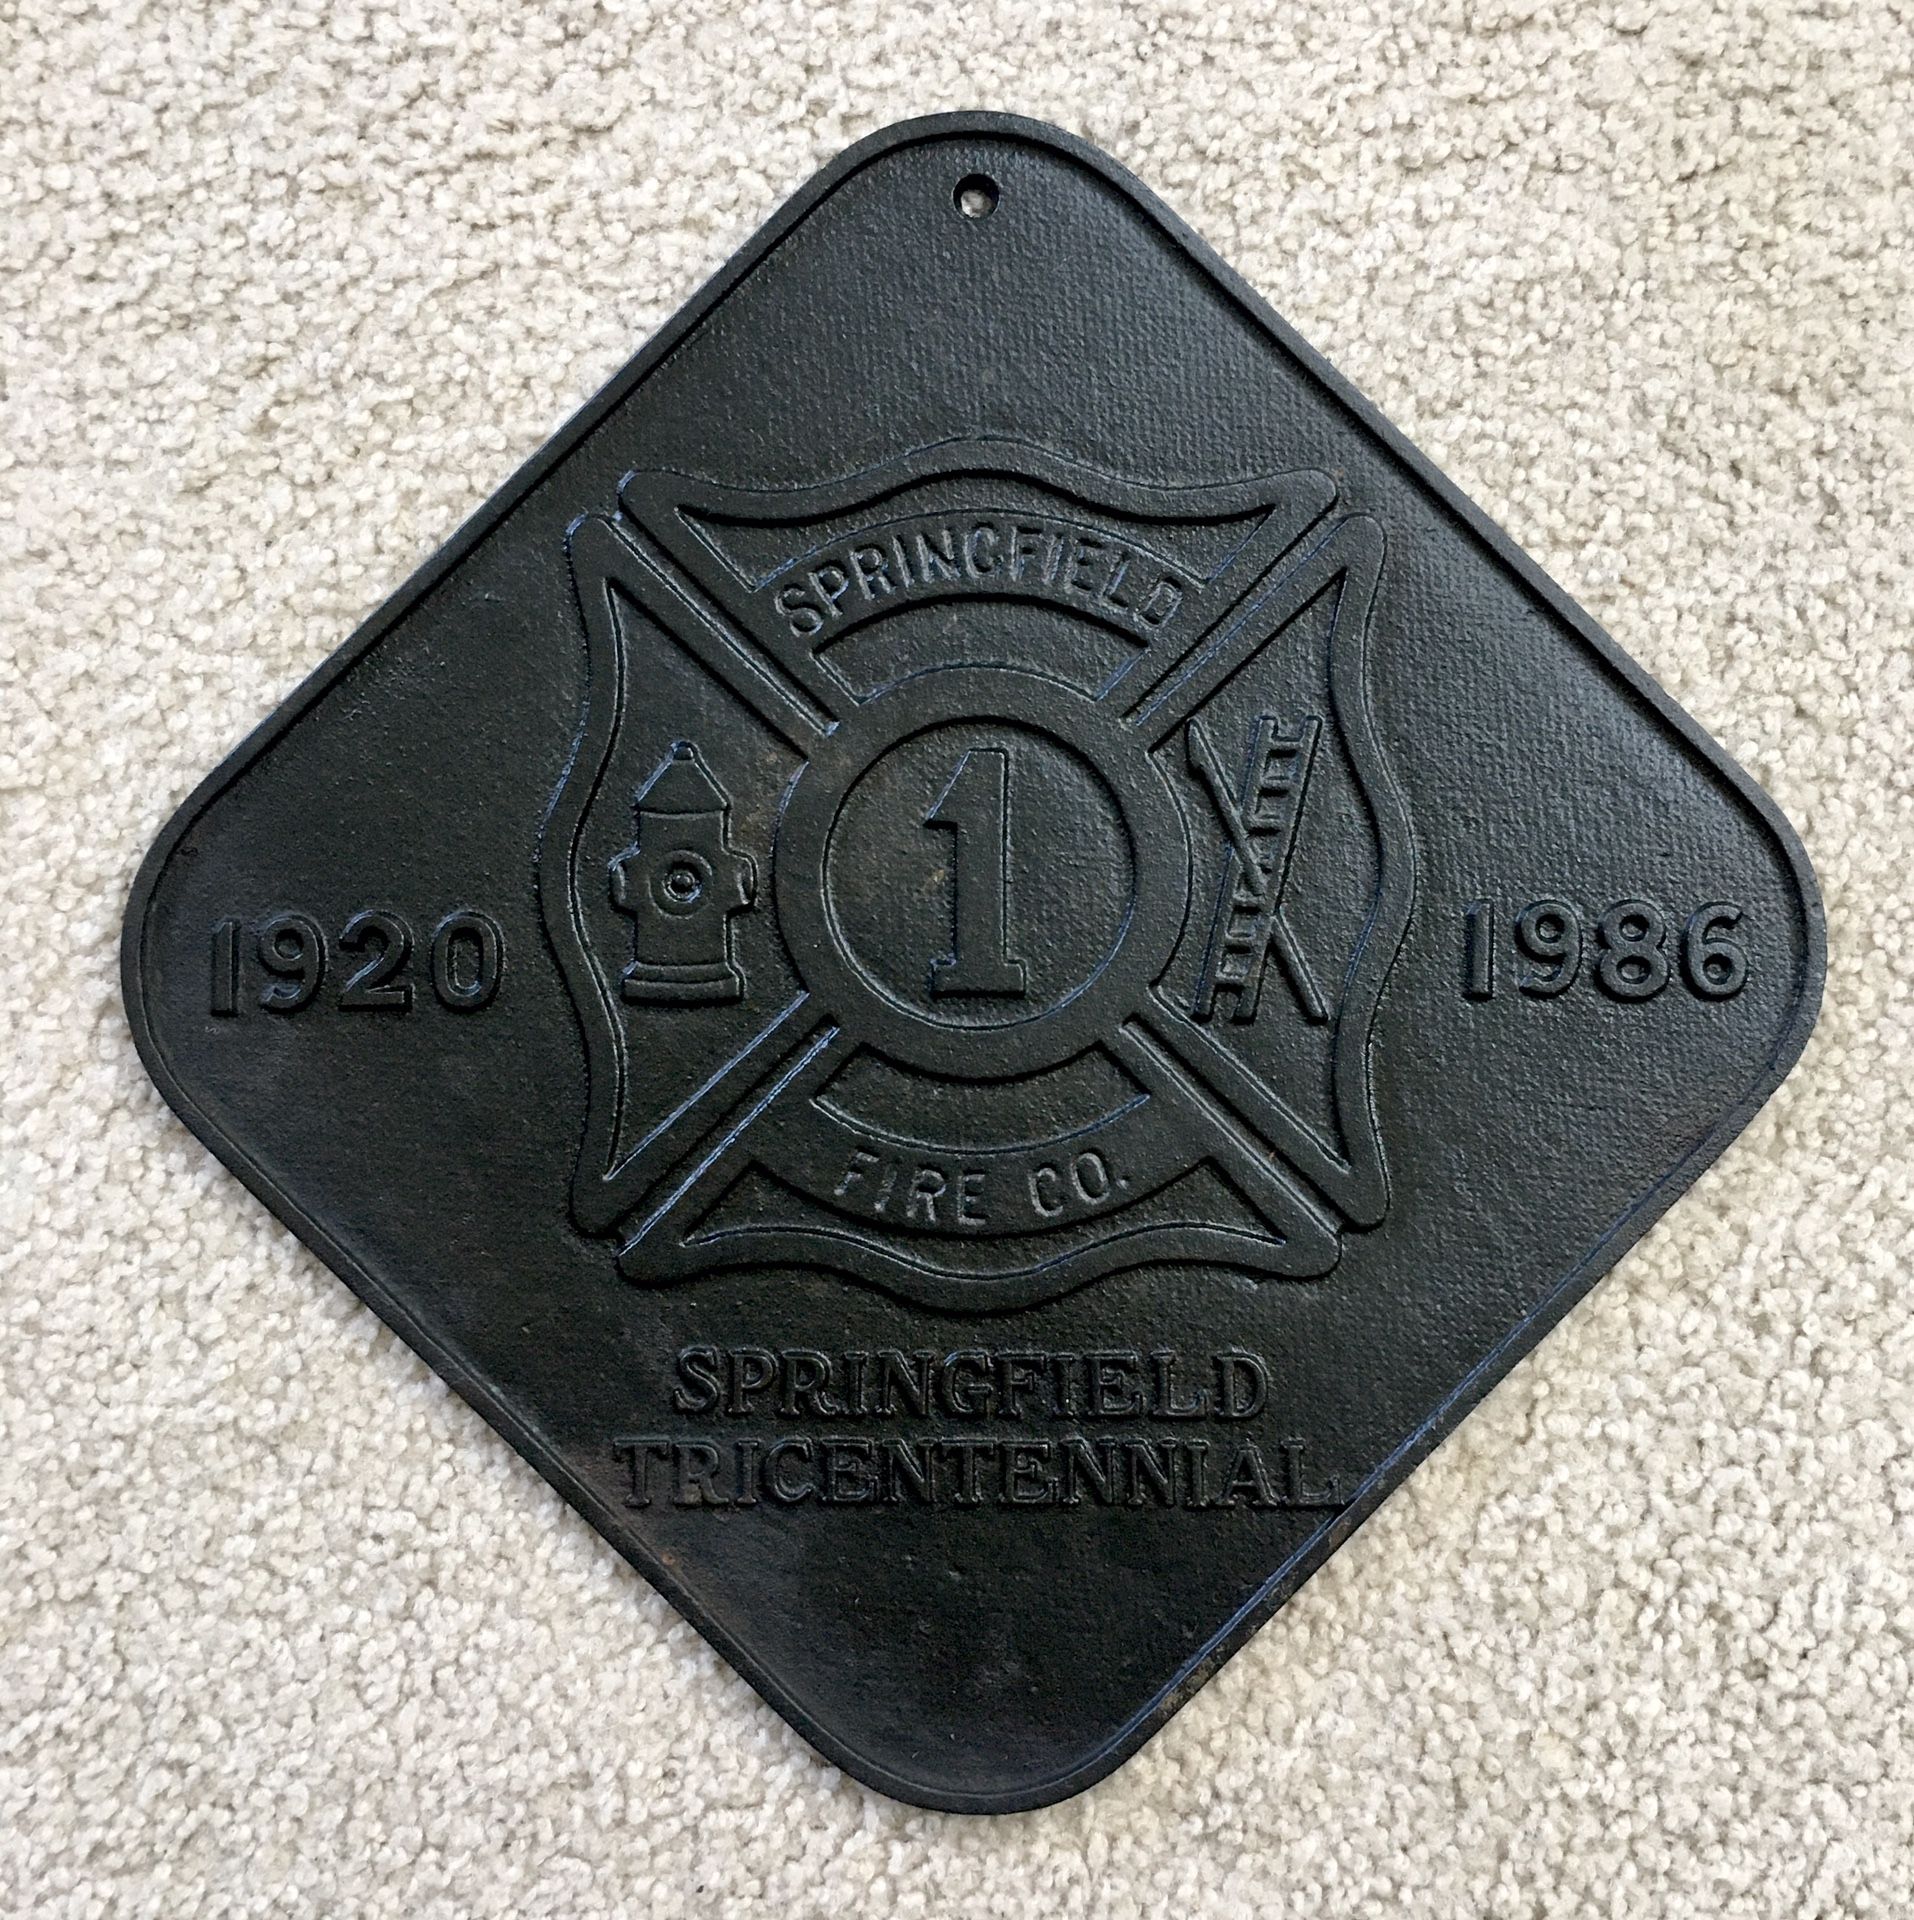 SPRINGFIELD
1
1920
1986
FIRE CO.
SPRINGFIELD
TRICENTENNIAL